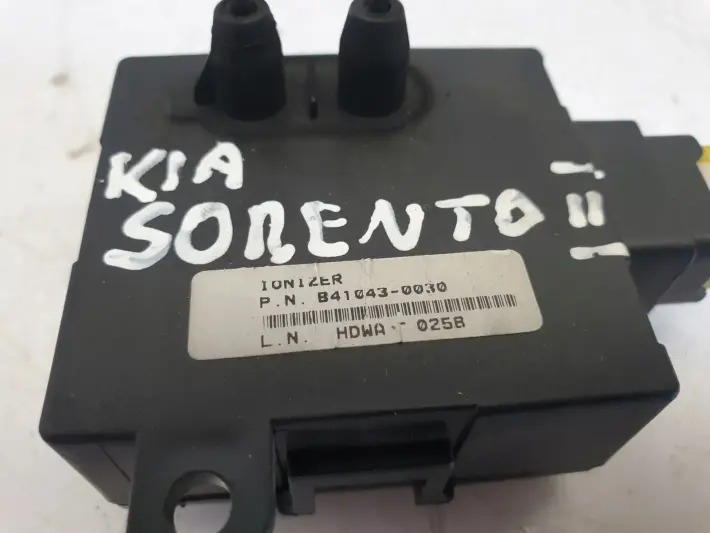 KIA
SORENTO II
IONIZER
P.N. B41043-0030
L.N. HDWA - 0258